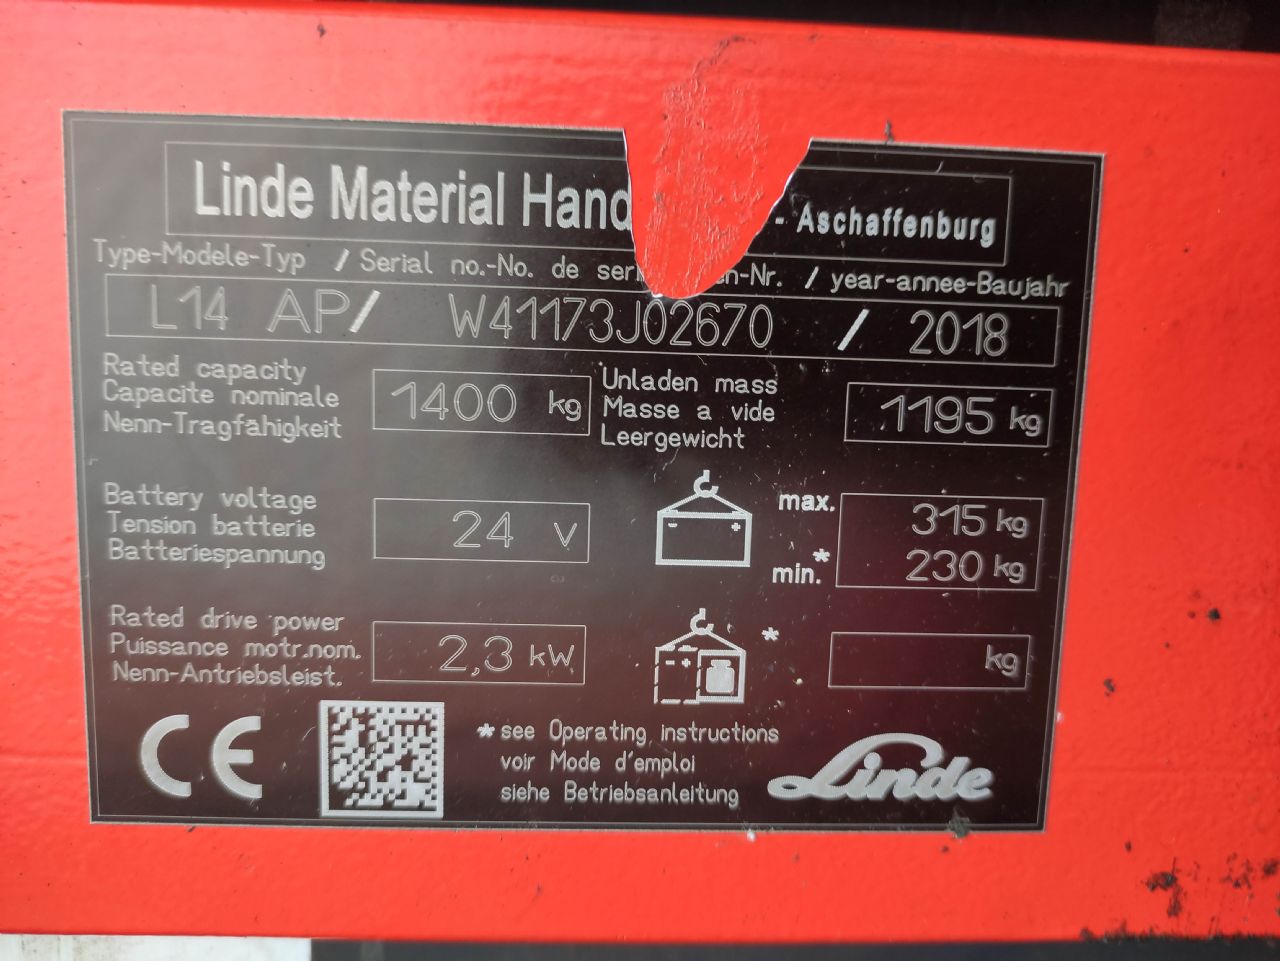 Linde Material Hand - Aschaffenburg
Type-Modele-Typ / Serial no.-No. de seri en-Nr. / year-annee-Baujahr
L14 AP/ W41173J02670 / 2018
Rated capacity
Capacite nominale
Nenn-Tragfähigkeit
1400 kg
Unladen mass
Masse a vide
Leergewicht
1195 kg
Battery voltage
Tension batterie
Batteriespannung
24 V
max. 315 kg
min.* 230 kg
Rated drive power
Puissance motr.nom.
Nenn-Antriebsleist.
2,3 kW
*
kg
CE
* see Operating instructions
voir Mode d'emploi
siehe Betriebsanleitung
Linde